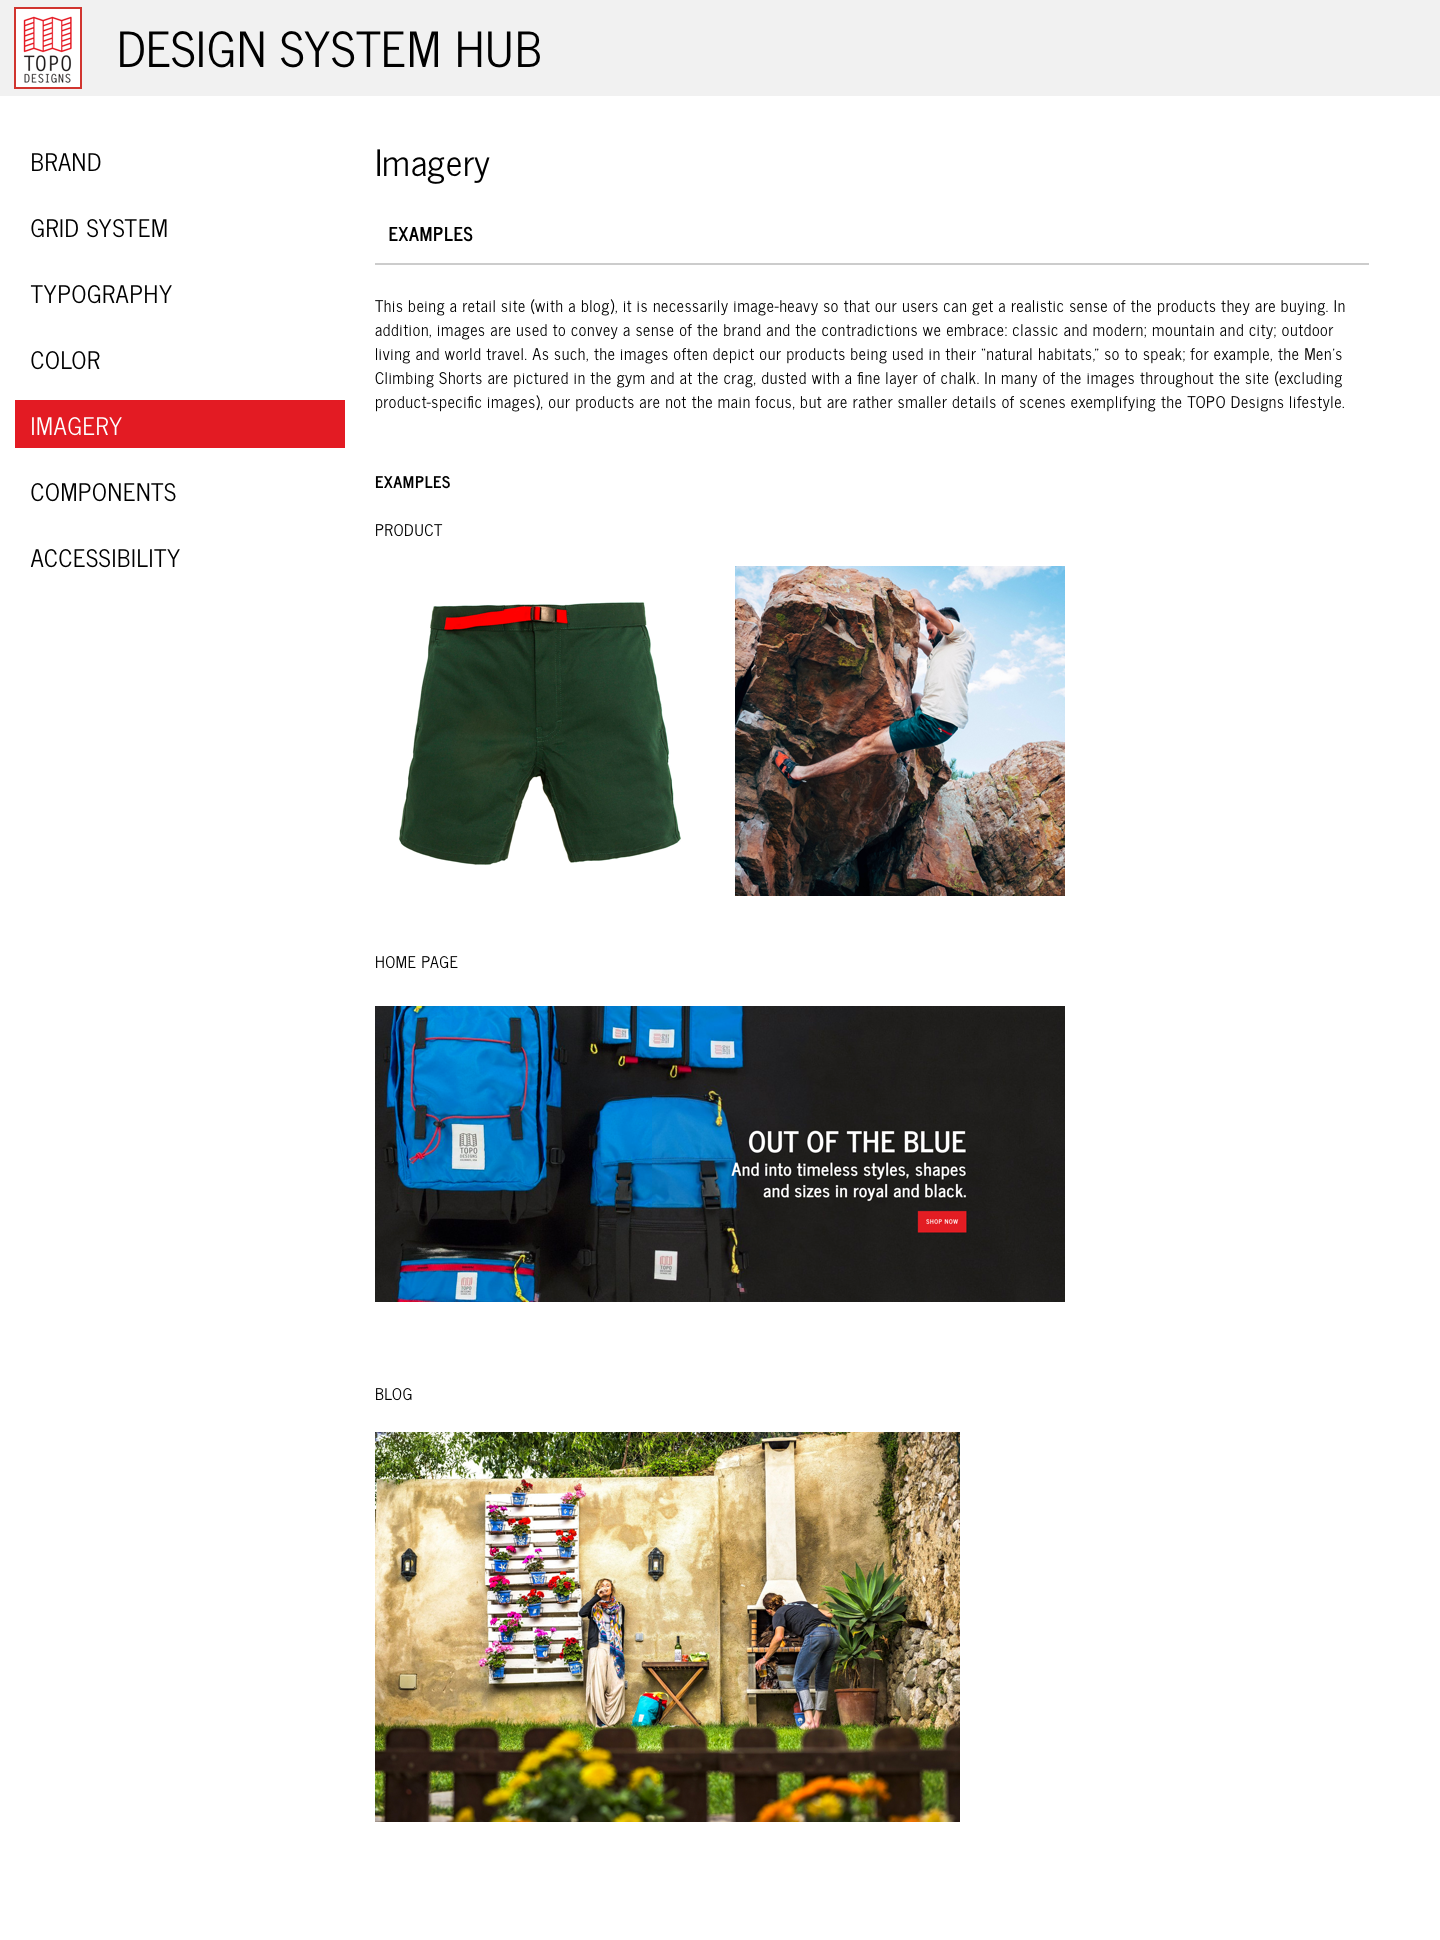 TOPO
DESIGNS
DESIGN SYSTEM HUB
BRAND
GRID SYSTEM
TYPOGRAPHY
COLOR
IMAGERY
COMPONENTS
ACCESSIBILITY
Imagery
EXAMPLES
This being a retail site (with a blog), it is necessarily image-heavy so that our users can get a realistic sense of the products they are buying. In
addition, images are used to convey a sense of the brand and the contradictions we embrace: classic and modern; mountain and city; outdoor
living and world travel. As such, the images often depict our products being used in their "natural habitats," so to speak; for example, the Men's
Climbing Shorts are pictured in the gym and at the crag, dusted with a fine layer of chalk. In many of the images throughout the site (excluding
product-specific images), our products are not the main focus, but are rather smaller details of scenes exemplifying the TOPO Designs lifestyle.
EXAMPLES
PRODUCT
HOME PAGE
TOPO
DESIGNS
OUT OF THE BLUE
And into timeless styles, shapes
and sizes in royal and black.
SHOP NOW
TOPO
TOPO
BLOG